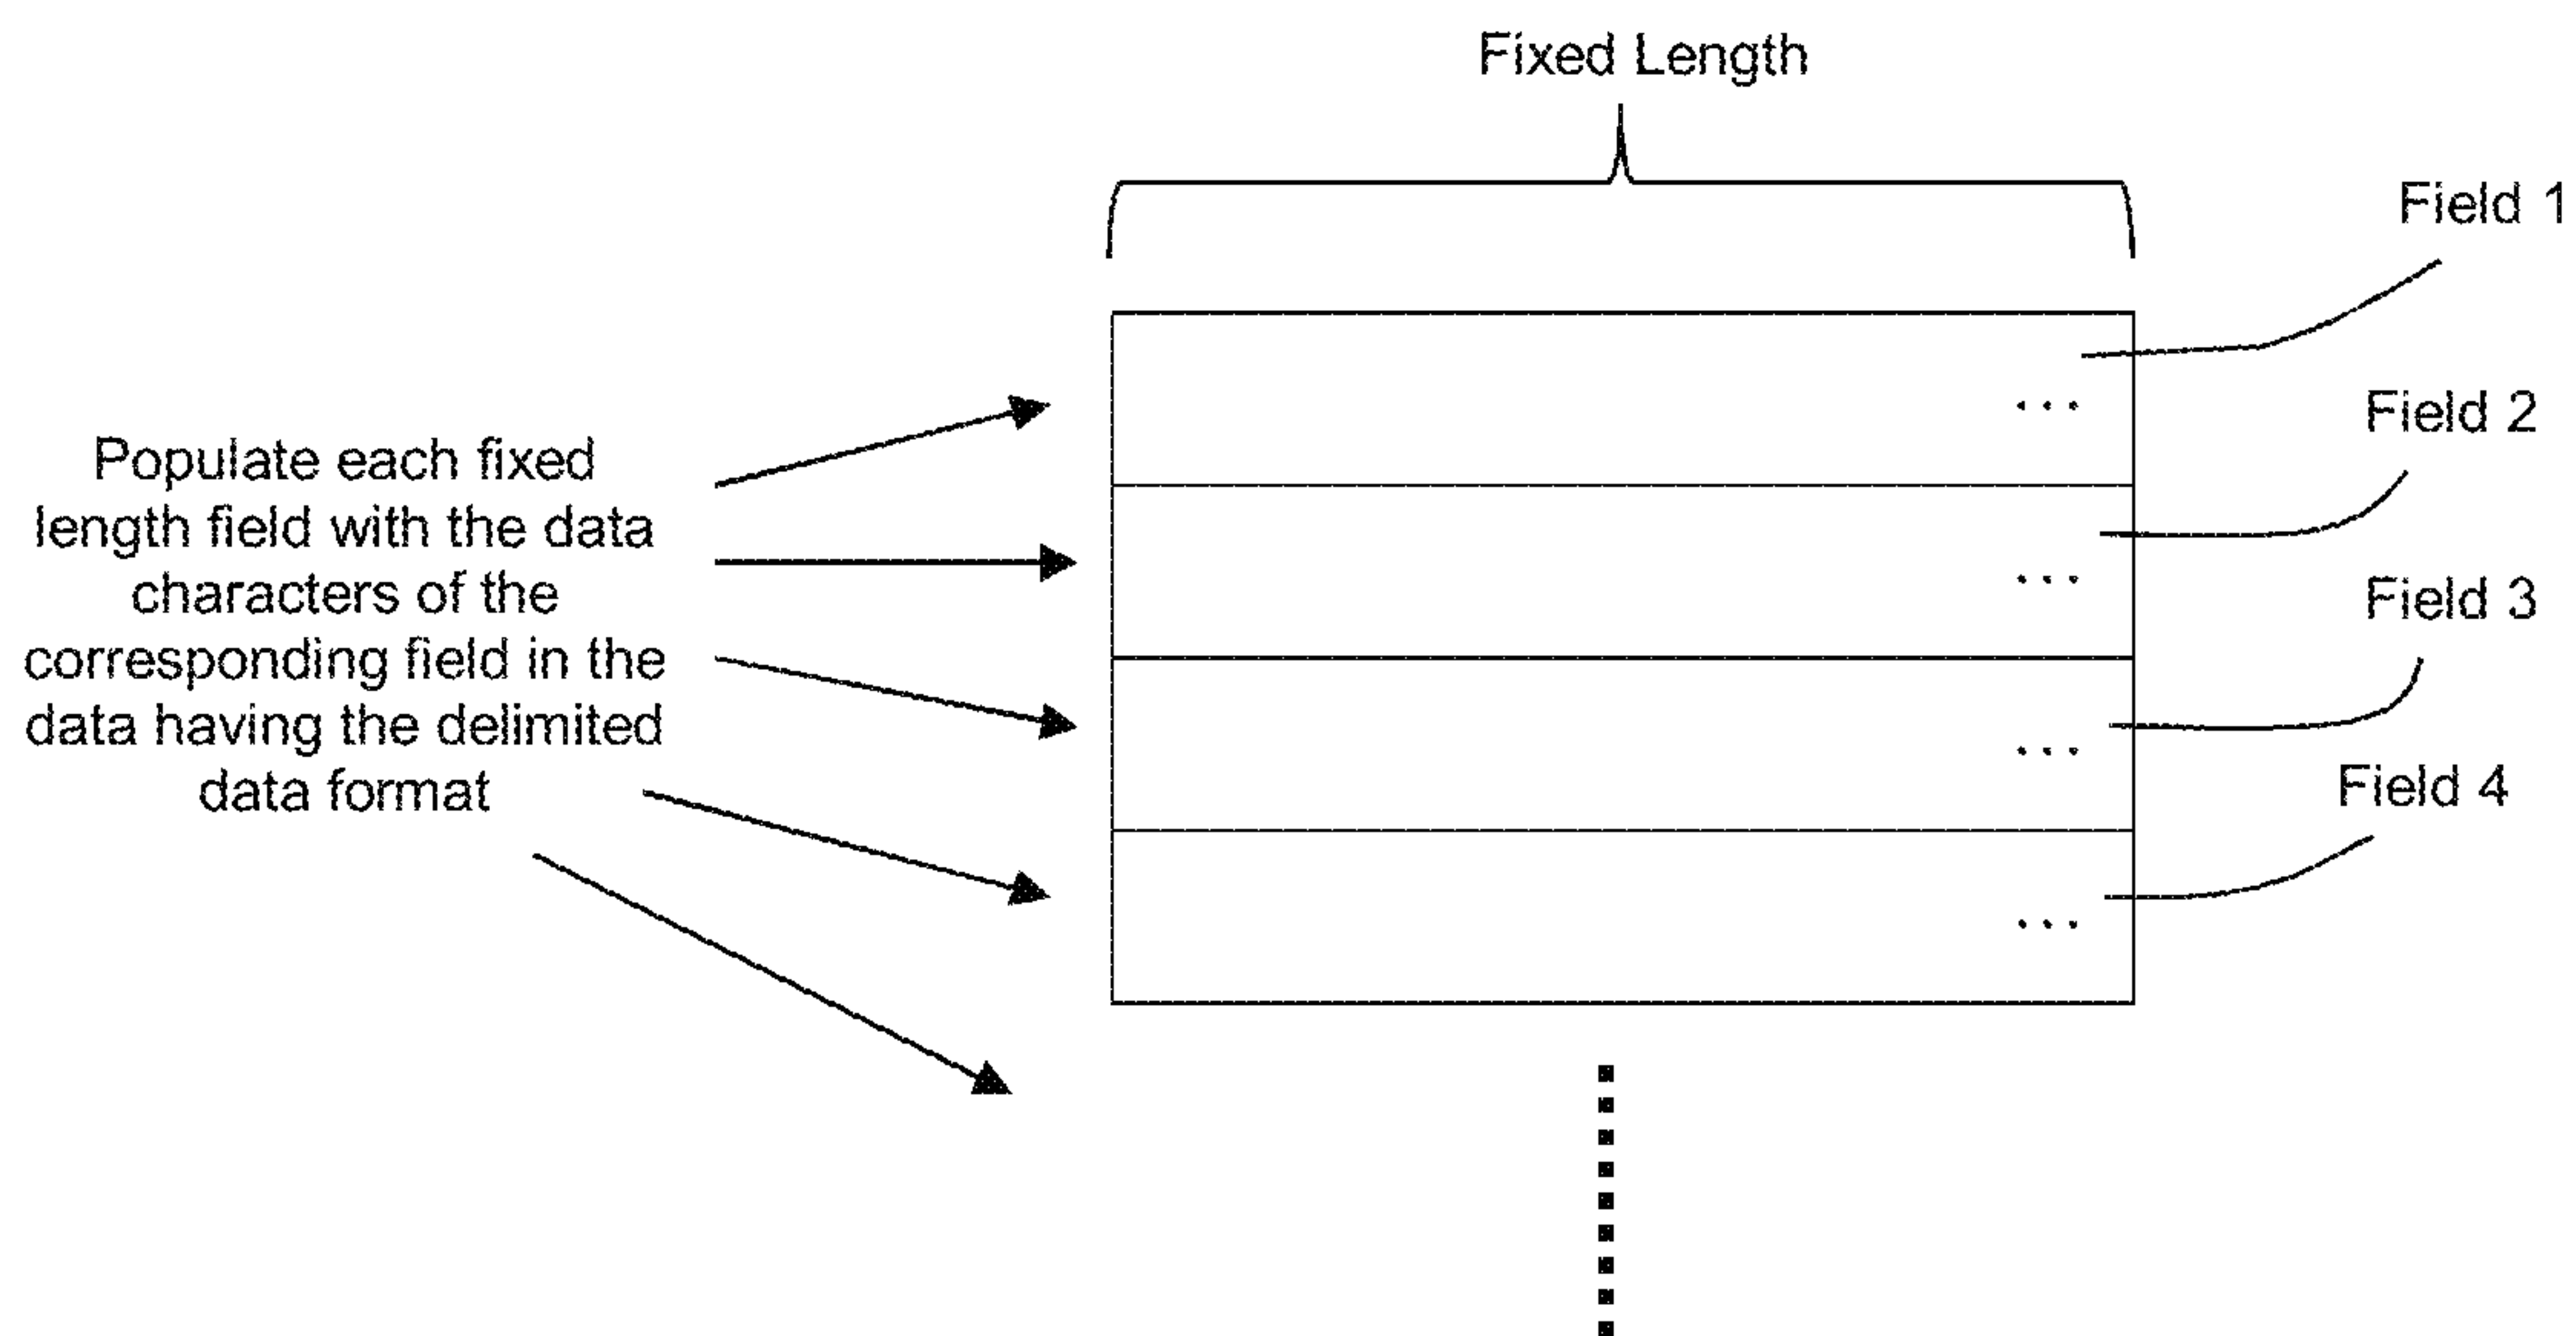 Fixed Length
Field 1
Field 2
Populate each fixed
length field with the data
characters of the
corresponding field in the
data having the delimited
data format
Field 3
Field 4
...
...
...
...